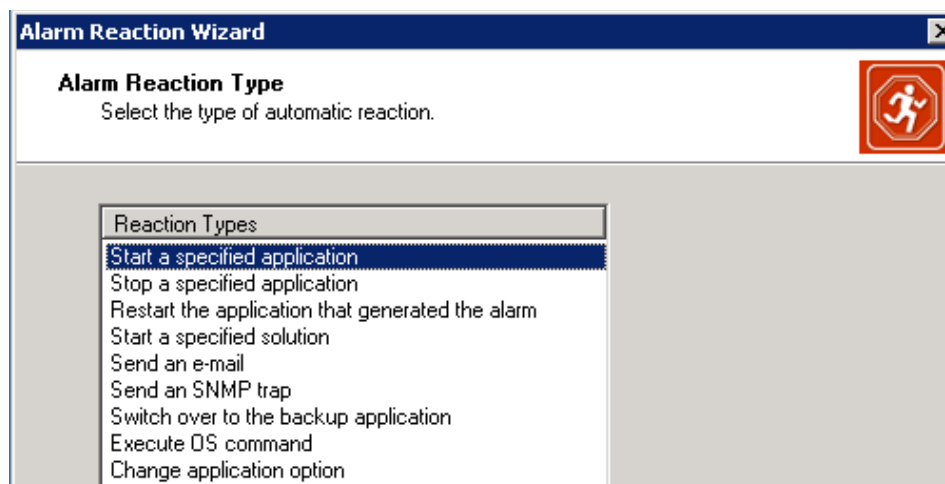 Alarm Reaction Wizard
Alarm Reaction Type
Select the type of automatic reaction.
Reaction Types
Start a specified application
Stop a specified application
Restart the application that generated the alarm
Start a specified solution
Send an e-mail
Send an SNMP trap
Switch over to the backup application
Execute OS command
Change application option